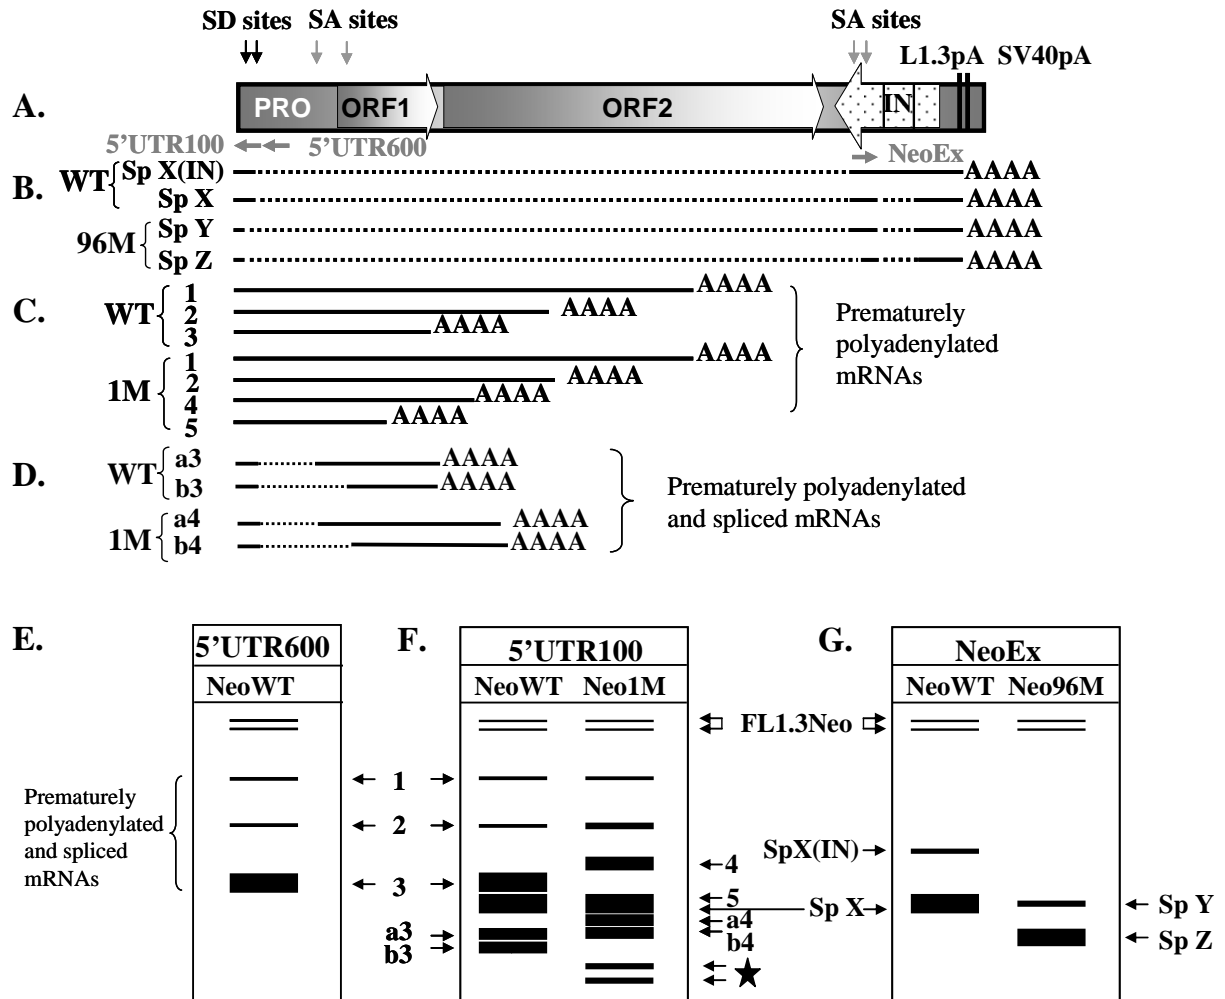 SD sites SA sites SA sites
L1.3pA SV40pA
A. PRO ORF1 ORF2 IN
5'UTR100 5'UTR600 NeoEx
B. WT Sp X(IN) AAAA
Sp X AAAA
96M Sp Y AAAA
Sp Z AAAA
C. WT 1 AAAA
2 AAAA
3 AAAA
1M 1 AAAA
2 AAAA
4 AAAA
5 AAAA
Prematurely
polyadenylated
mRNAs
D. WT a3 AAAA
b3 AAAA
1M a4 AAAA
b4 AAAA
Prematurely polyadenylated
and spliced mRNAs
E. 5'UTR600
NeoWT
Prematurely
polyadenylated
and spliced
mRNAs
1
2
3
a3
b3
F. 5'UTR100
NeoWT Neo1M
FL1.3Neo
4
5
Sp X
a4
b4
G. NeoEx
NeoWT Neo96M
SpX(IN)
Sp Y
Sp Z